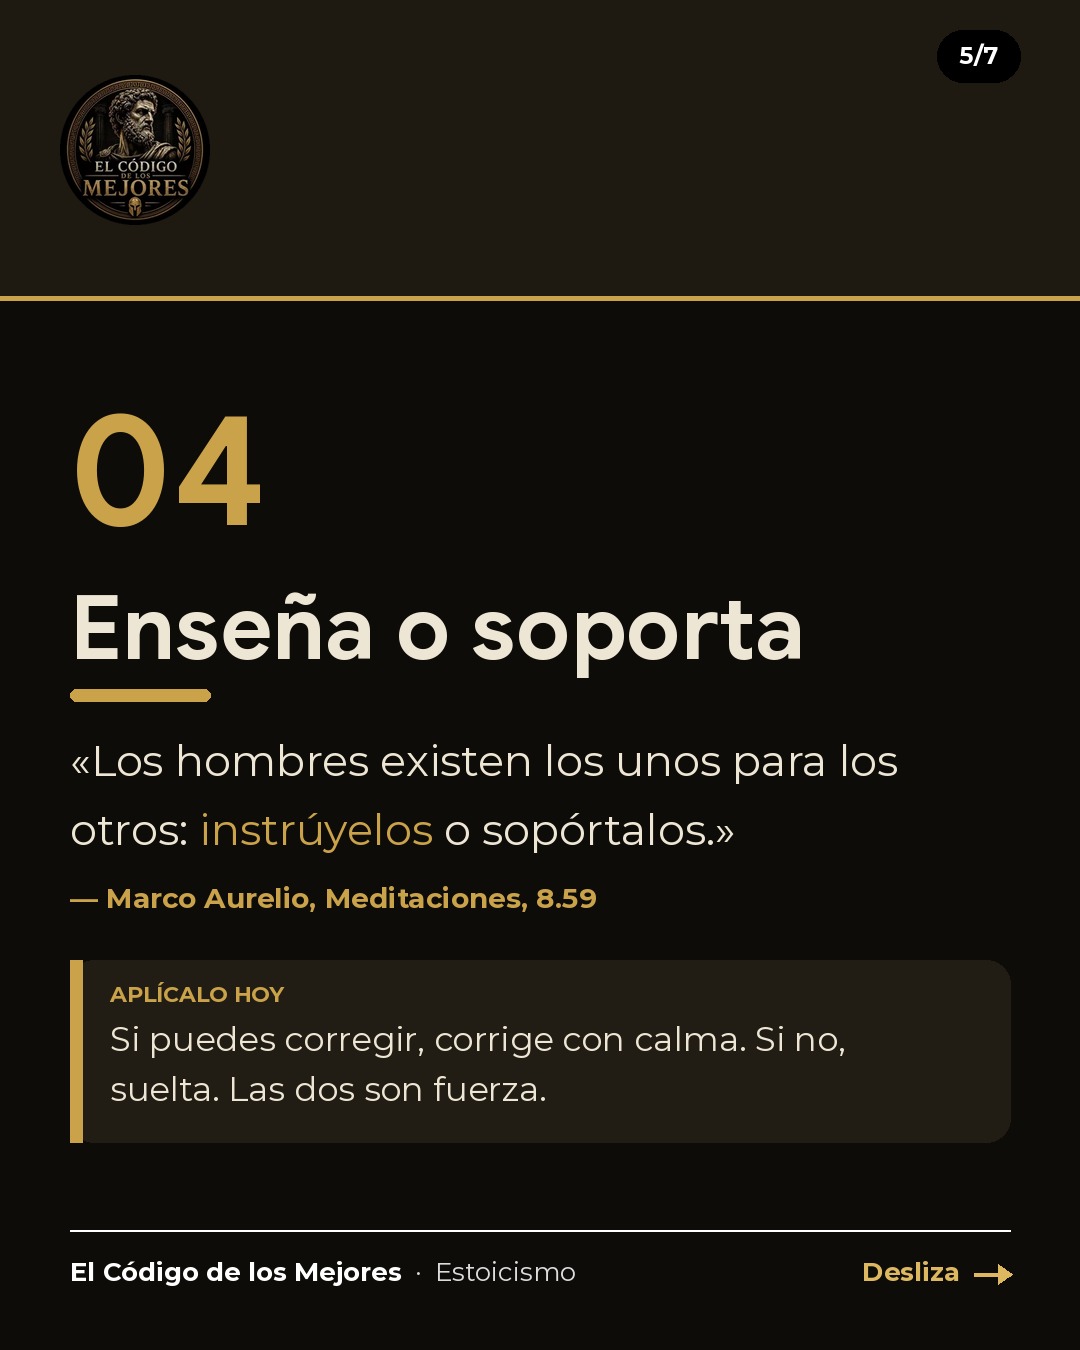 5/7
EL CÓDIGO
DE LOS
MEJORES
04
Enseña o soporta
«Los hombres existen los unos para los
otros: instrúyelos o sopórtalos.»
— Marco Aurelio, Meditaciones, 8.59
APLÍCALO HOY
Si puedes corregir, corrige con calma. Si no,
suelta. Las dos son fuerza.
El Código de los Mejores · Estoicismo
Desliza